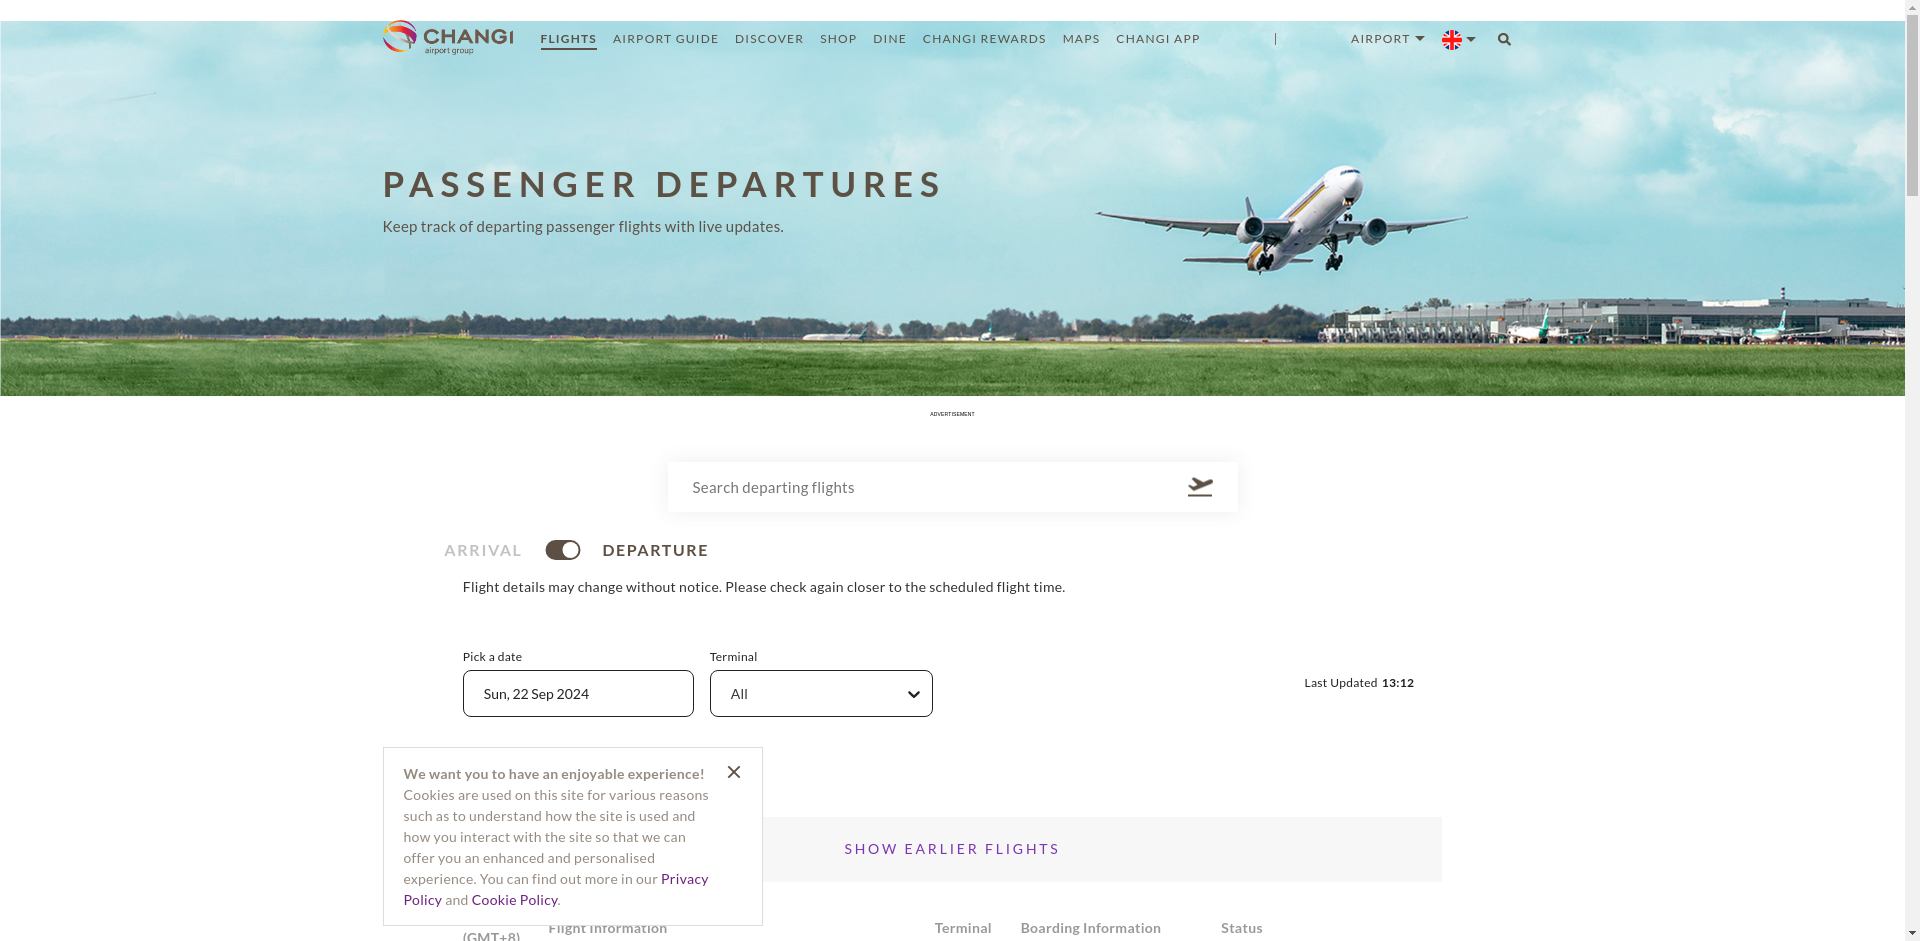 CHANGI
airport group
FLIGHTS AIRPORT GUIDE DISCOVER SHOP DINE CHANGI REWARDS MAPS CHANGI APP | AIRPORT
PASSENGER DEPARTURES
Keep track of departing passenger flights with live updates.
ADVERTISEMENT
Search departing flights
ARRIVAL DEPARTURE
Flight details may change without notice. Please check again closer to the scheduled flight time.
Pick a date
Sun, 22 Sep 2024
Terminal
All
Last Updated 13:12
We want you to have an enjoyable experience!
Cookies are used on this site for various reasons
such as to understand how the site is used and
how you interact with the site so that we can
offer you an enhanced and personalised
experience. You can find out more in our Privacy
Policy and Cookie Policy.
SHOW EARLIER FLIGHTS
(GMT+8) Flight Information Terminal Boarding Information Status